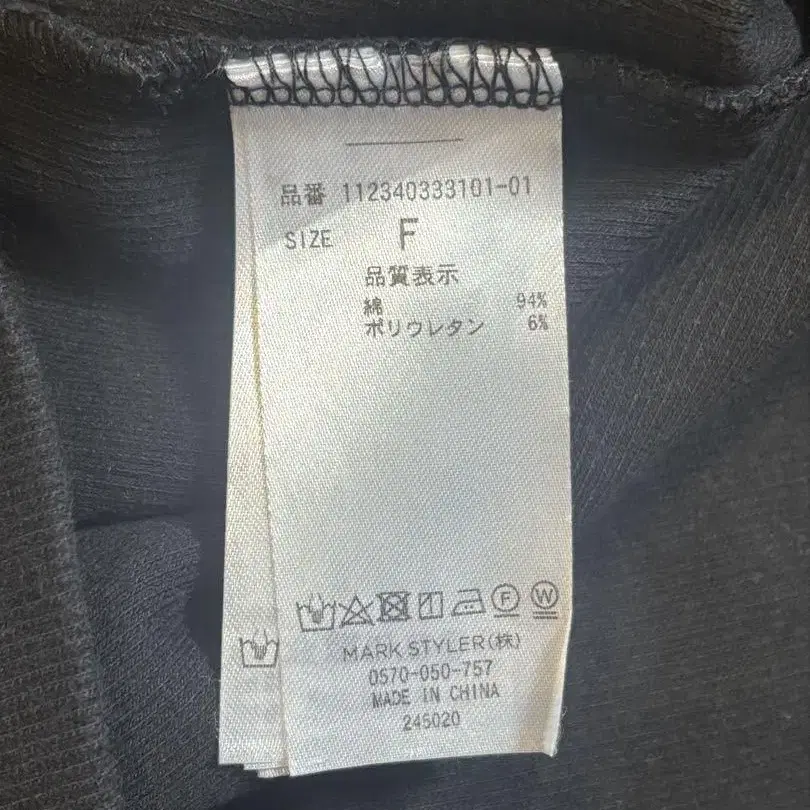 品番 112340333101-01
SIZE F
品質表示
綿 94%
ポリウレタン 6%
F W
MARK STYLER(株)
0570-050-757
MADE IN CHINA
245020